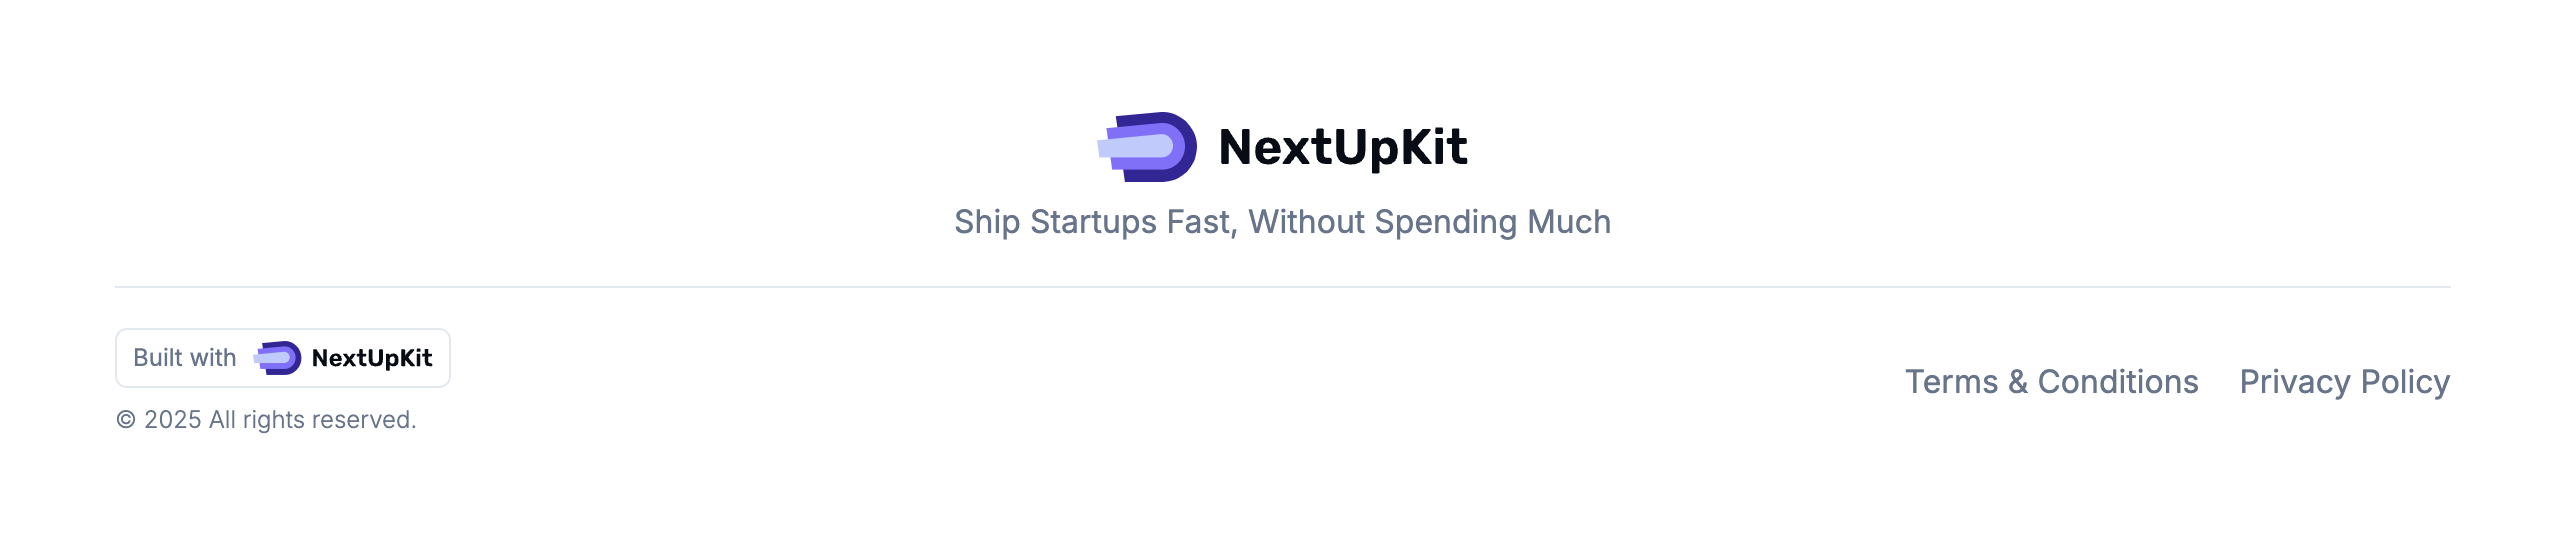 NextUpKit
Ship Startups Fast, Without Spending Much
Built with NextUpKit
© 2025 All rights reserved.
Terms & Conditions Privacy Policy